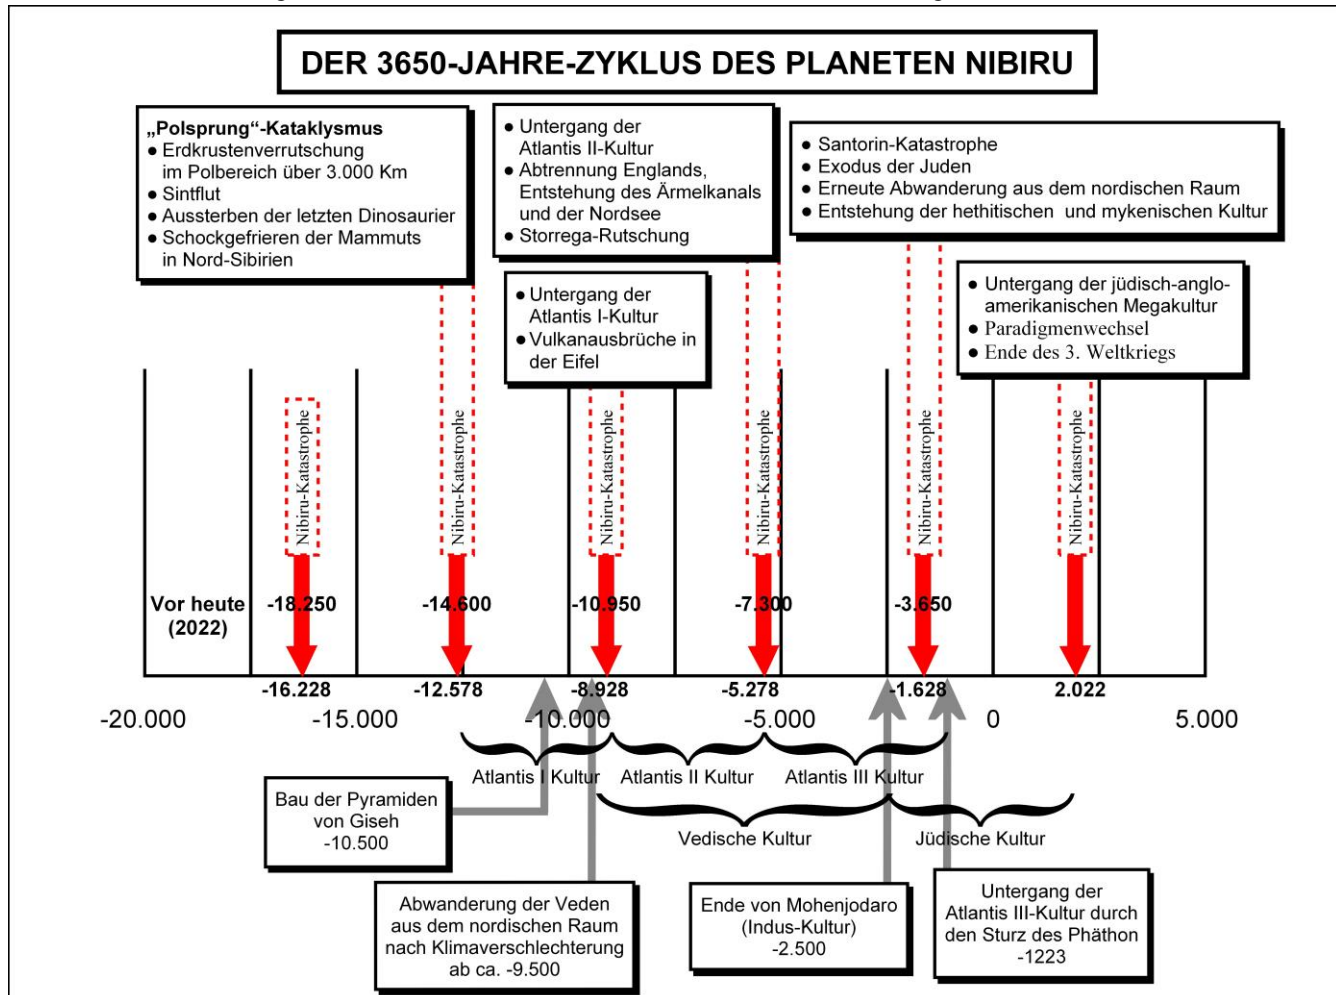 DER 3650-JAHRE-ZYKLUS DES PLANETEN NIBIRU
„Polsprung“-Kataklysmus
● Erdkrustenverrutschung
im Polbereich über 3.000 Km
● Sintflut
● Aussterben der letzten Dinosaurier
● Schockgefrieren der Mammuts
in Nord-Sibirien
● Untergang der
Atlantis II-Kultur
● Abtrennung Englands,
Entstehung des Ärmelkanals
und der Nordsee
● Storrega-Rutschung
● Santorin-Katastrophe
● Exodus der Juden
● Erneute Abwanderung aus dem nordischen Raum
● Entstehung der hethitischen und mykenischen Kultur
● Untergang der
Atlantis I-Kultur
● Vulkanausbrüche in
der Eifel
● Untergang der jüdisch-anglo-
amerikanischen Megakultur
● Paradigmenwechsel
● Ende des 3. Weltkriegs
Nibiru-Katastrophe
Nibiru-Katastrophe
Nibiru-Katastrophe
Nibiru-Katastrophe
Nibiru-Katastrophe
Nibiru-Katastrophe
Vor heute
(2022)
-18.250
-14.600
-10.950
-7.300
-3.650
-16.228
-12.578
-8.928
-5.278
-1.628
2.022
-20.000
-15.000
-10.000
-5.000
0
5.000
Atlantis I Kultur
Atlantis II Kultur
Atlantis III Kultur
Vedische Kultur
Jüdische Kultur
Bau der Pyramiden
von Giseh
-10.500
Abwanderung der Veden
aus dem nordischen Raum
nach Klimaverschlechterung
ab ca. -9.500
Ende von Mohenjodaro
(Indus-Kultur)
-2.500
Untergang der
Atlantis III-Kultur durch
den Sturz des Phäthon
-1223